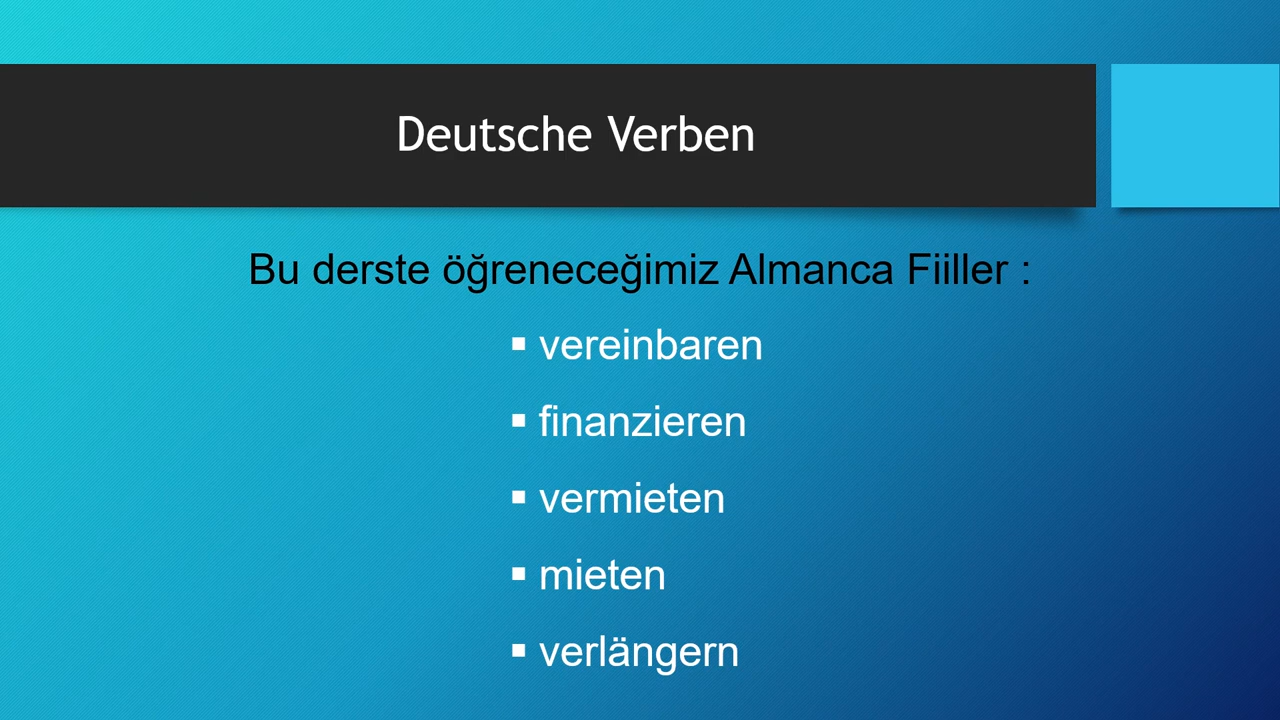 Deutsche Verben
Bu derste öğreneceğimiz Almanca Fiiller :
▪ vereinbaren
▪ finanzieren
▪ vermieten
▪ mieten
▪ verlängern